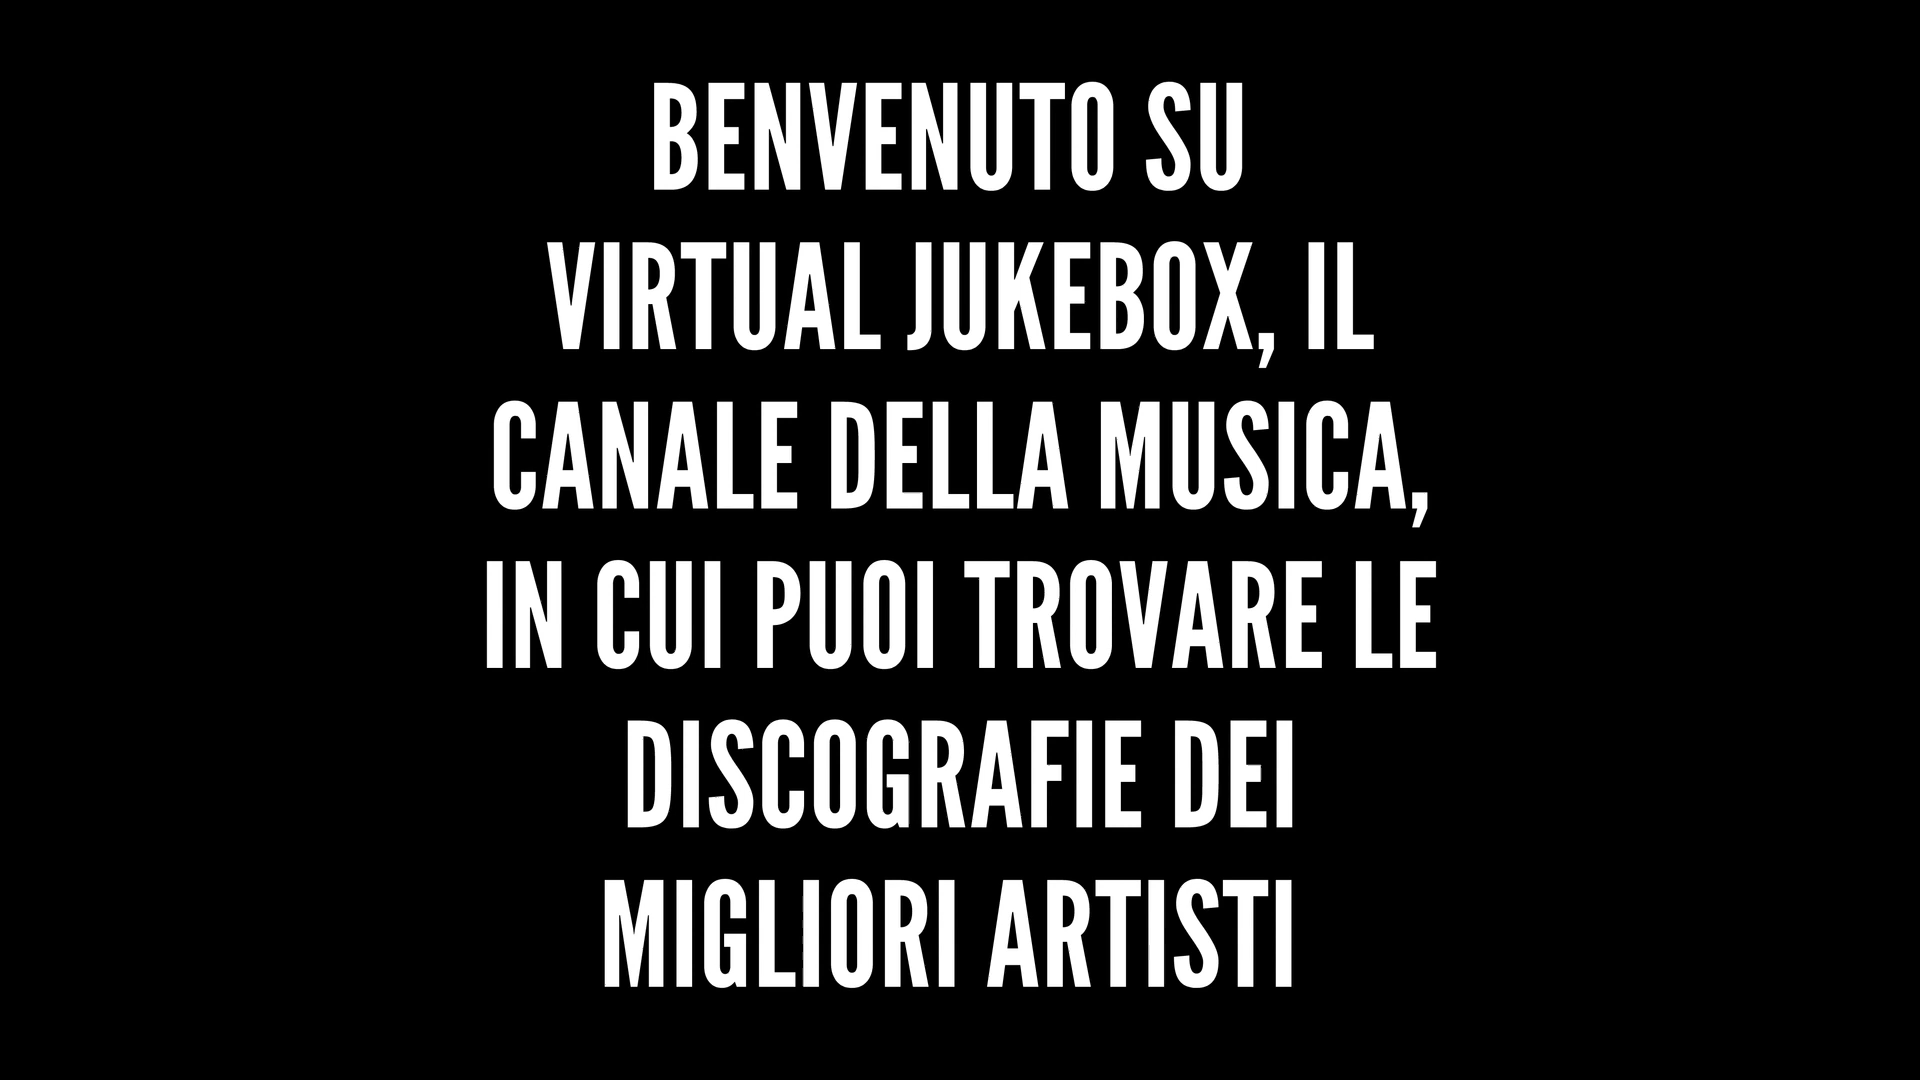 BENVENUTO SU
VIRTUAL JUKEBOX, IL
CANALE DELLA MUSICA,
IN CUI PUOI TROVARE LE
DISCOGRAFIE DEI
MIGLIORI ARTISTI